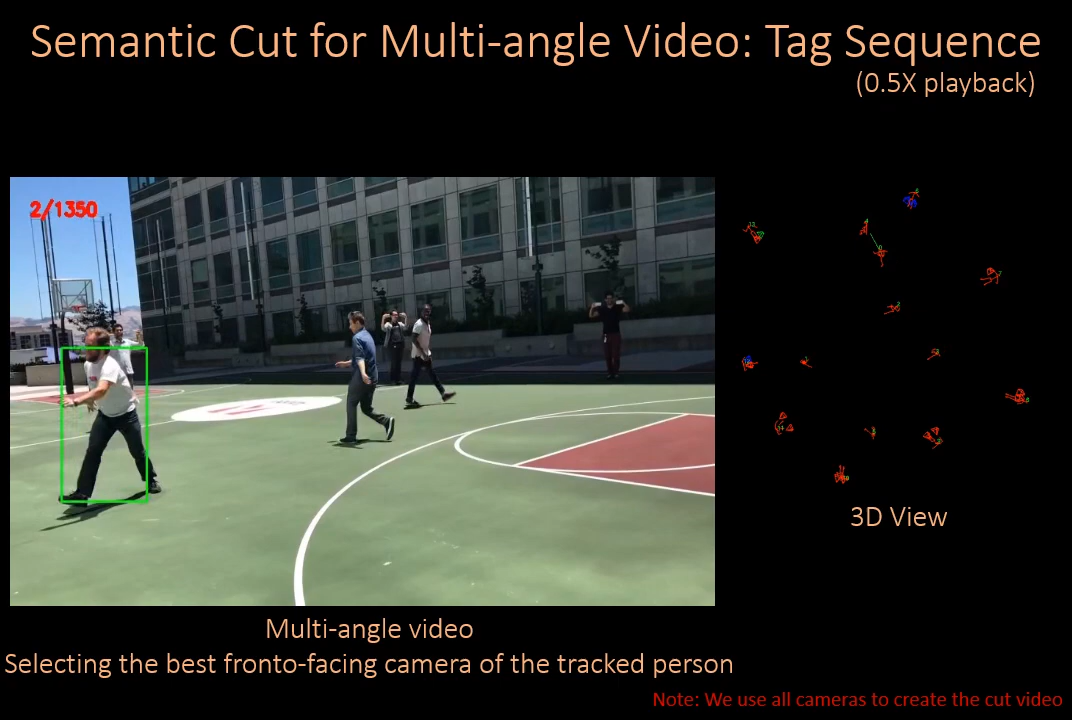 Semantic Cut for Multi-angle Video: Tag Sequence
(0.5X playback)
2/1350
3D View
Multi-angle video
Selecting the best fronto-facing camera of the tracked person
Note: We use all cameras to create the cut video